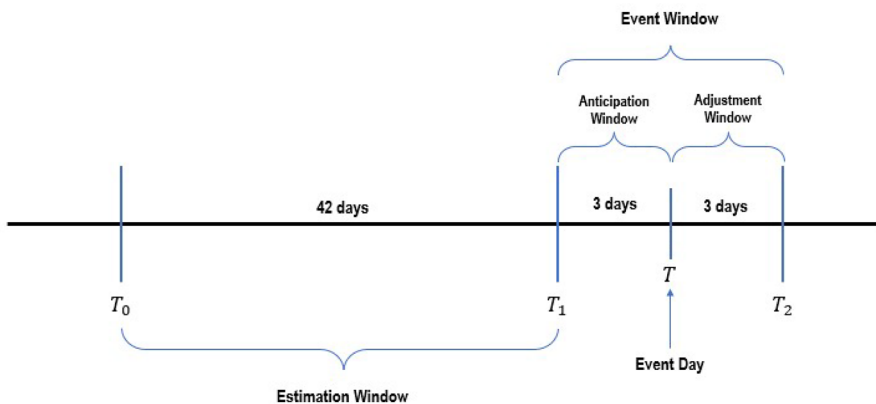 Event Window
Anticipation
Window
Adjustment
Window
42 days
3 days
3 days
T
T₀
T₁
T₂
Event Day
Estimation Window